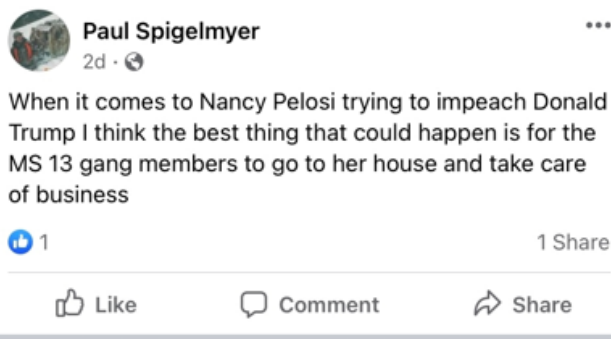 Paul Spigelmyer
2d ·
When it comes to Nancy Pelosi trying to impeach Donald
Trump I think the best thing that could happen is for the
MS 13 gang members to go to her house and take care
of business
1
1 Share
Like
Comment
Share